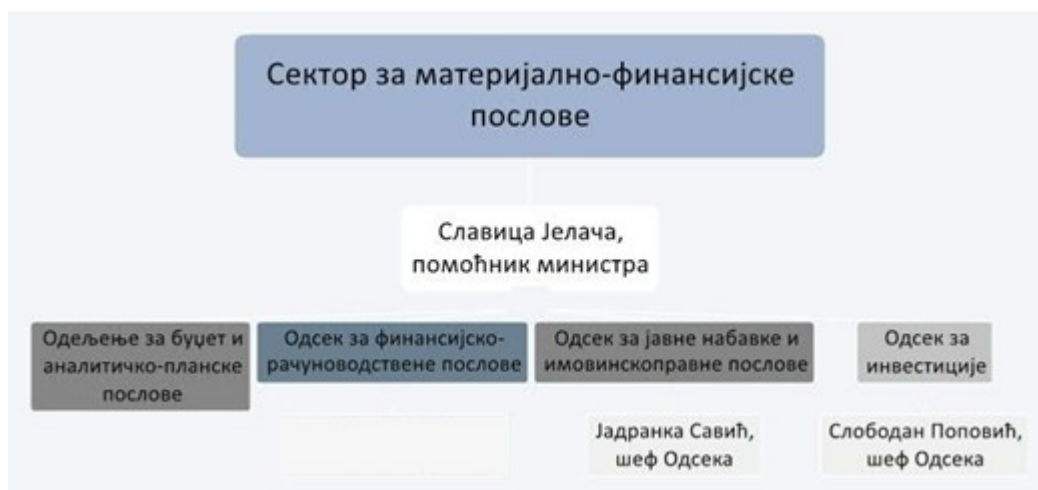 Сектор за материјално-финансијске
послове
Славица Јелача,
помоћник министра
Одељење за буџет и
аналитичко-планске
послове
Одсек за финансијско-
рачуноводствене послове
Одсек за јавне набавке и
имовинскоправне послове
Одсек за
инвестиције
Јадранка Савић,
шеф Одсека
Слободан Поповић,
шеф Одсека